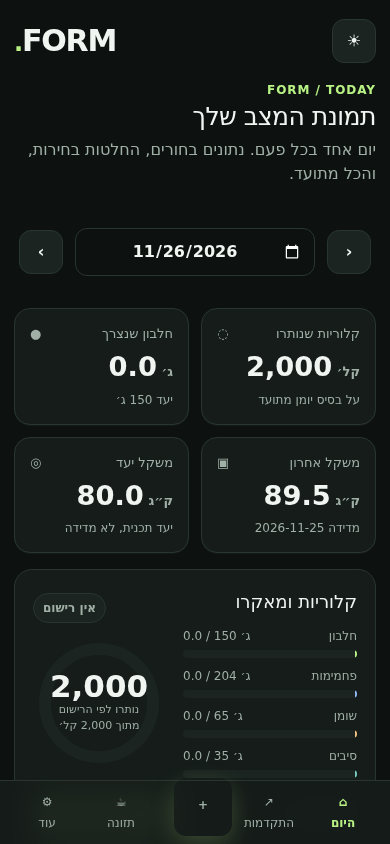 FORM.
FORM / TODAY
תמונת המצב שלך
יום אחד בכל פעם. נתונים בחורים, החלטות בחירות,
והכל מתועד.
11/26/2026
קלוריות שנותרו
2,000 קל׳
על בסיס יומן מתועד
חלבון שנצרך
0.0 ג׳
יעד 150 ג׳
משקל אחרון
89.5 ק״ג
מדידה 2026-11-25
משקל יעד
80.0 ק״ג
יעד תכנית, לא מדידה
קלוריות ומאקרו
אין רישום
חלבון
0.0 / 150 ג׳
פחמימות
0.0 / 204 ג׳
שומן
0.0 / 65 ג׳
סיבים
0.0 / 35 ג׳
2,000
נותרו לפי הרישום
מתוך 2,000 קל׳
היום
התקדמות
+
תזונה
עוד